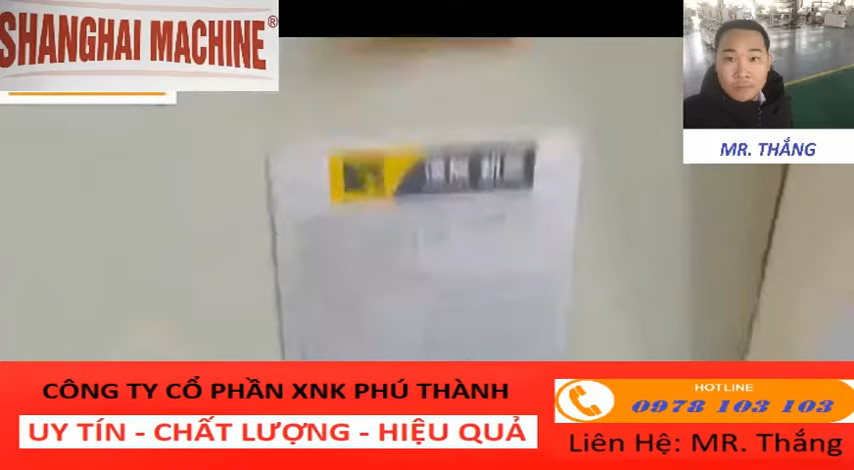 SHANGHAI MACHINE®
MR. THẮNG
CÔNG TY CỔ PHẦN XNK PHÚ THÀNH
UY TÍN - CHẤT LƯỢNG - HIỆU QUẢ
HOTLINE
0978 103 103
Liên Hệ: MR. Thắng